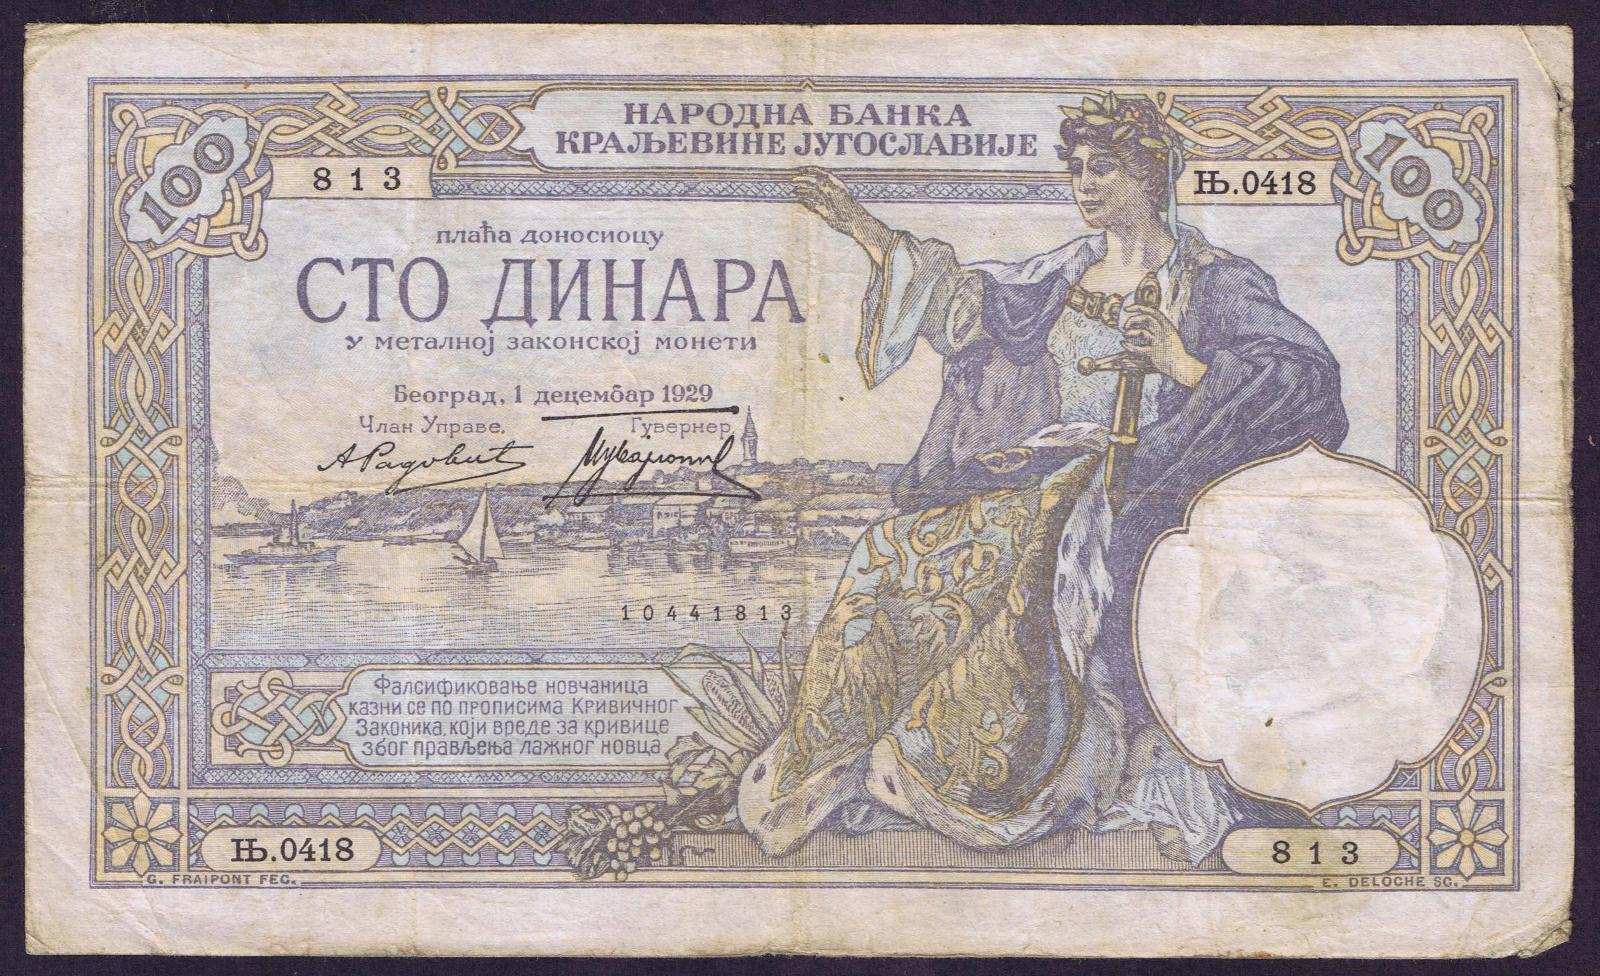 НАРОДНА БАНКА
КРАЉЕВИНЕ ЈУГОСЛАВИЈЕ
100
813
Њ.0418
100
плаћа доносиоцу
СТО ДИНАРА
у металној законској монети
Београд, 1 децембар 1929
Члан Управе, Гувернер,
А Радовић
10441813
Фалсификовање новчаница
казни се по прописима Кривичног
Законика, који вреде за кривице
због прављења лажног новца
Њ.0418
813
G. FRAIPONT FEC.
E. DELOCHE SC.